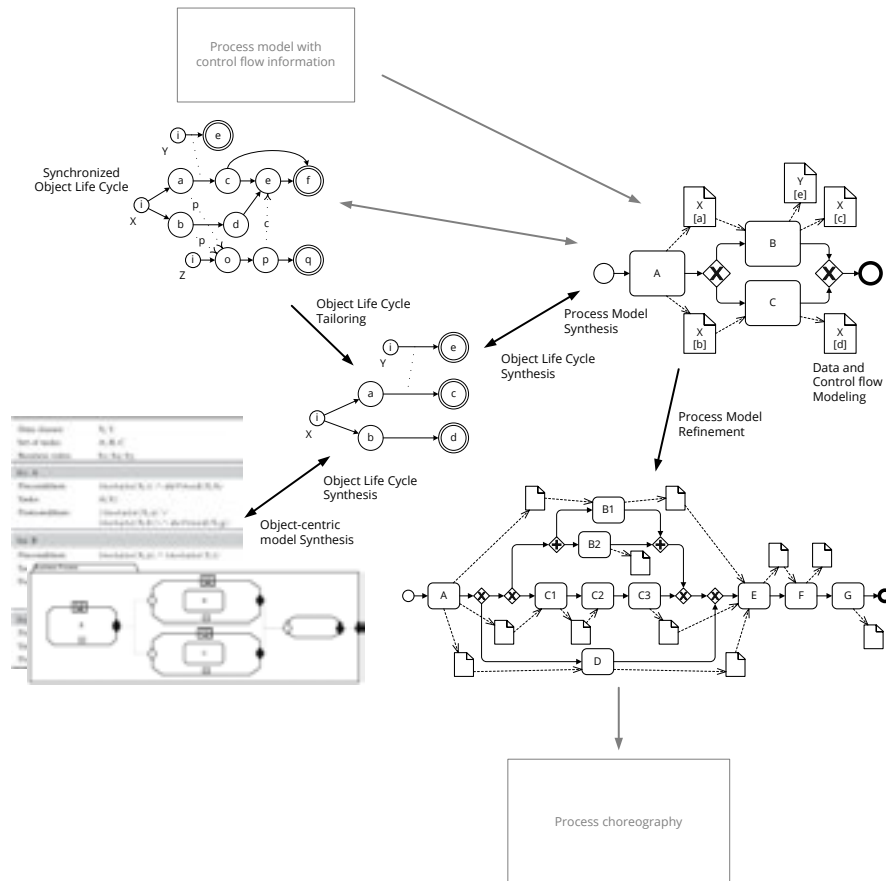 Process model with
control flow information
i
e
Y
Synchronized
Object Life Cycle
a
c
e
f
i
X
p
b
d
p
c
i
Z
o
p
q
Y
[e]
X
[a]
X
[c]
B
A
X
X
C
X
[b]
X
[d]
Data and
Control flow
Modeling
Object Life Cycle
Tailoring
Process Model
Synthesis
Object Life Cycle
Synthesis
i
e
Y
a
c
i
X
b
d
Process Model
Refinement
Object Life Cycle
Synthesis
Object-centric
model Synthesis
B1
B2
A
C1
C2
C3
E
F
G
D
Process choreography